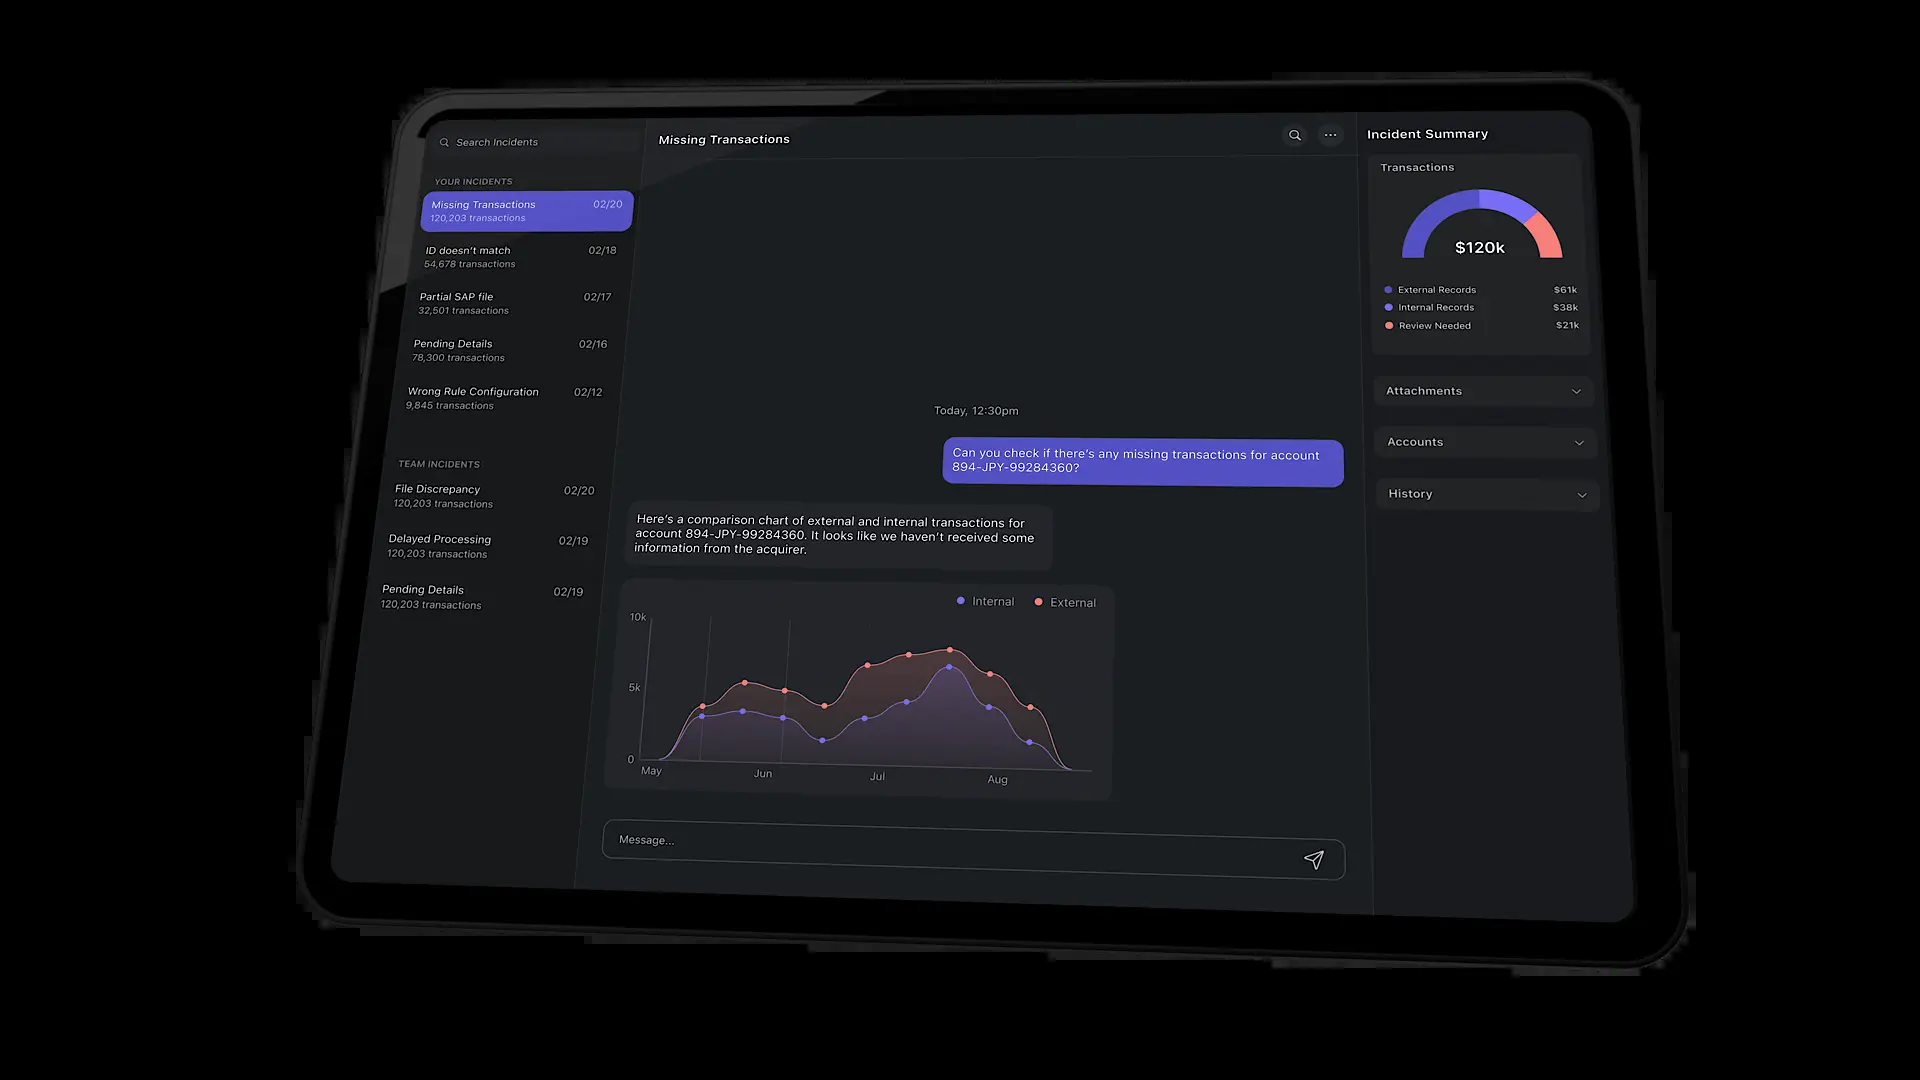 Search Incidents
YOUR INCIDENTS
Missing Transactions 02/20
120,203 transactions
ID doesn’t match 02/18
54,678 transactions
Partial SAP file 02/17
32,501 transactions
Pending Details 02/16
78,300 transactions
Wrong Rule Configuration 02/12
9,845 transactions
TEAM INCIDENTS
File Discrepancy 02/20
120,203 transactions
Delayed Processing 02/19
120,203 transactions
Pending Details 02/19
120,203 transactions
Missing Transactions
Today, 12:30pm
Can you check if there’s any missing transactions for account
894-JPY-99284360?
Here’s a comparison chart of external and internal transactions for
account 894-JPY-99284360. It looks like we haven’t received some
information from the acquirer.
Internal External
10k
5k
0
May Jun Jul Aug
Message...
Incident Summary
Transactions
$120k
External Records $61k
Internal Records $38k
Review Needed $21k
Attachments
Accounts
History